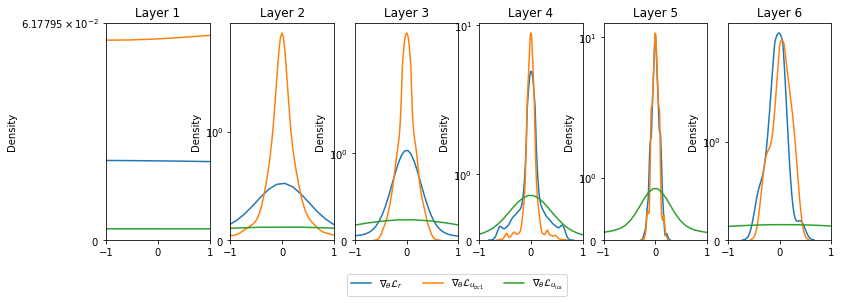 Layer 1 Layer 2 Layer 3 Layer 4 Layer 5 Layer 6
6.17795 × 10⁻² 10¹ 10¹
Density Density Density Density Density Density
10⁰ 10⁰ 10⁰ 10⁰ 10⁰
0 0 0 0 0 0
−1 0 1 −1 0 1 −1 0 1 −1 0 1 −1 0 1 −1 0 1
∇θℒr ∇θℒu_bc1 ∇θℒu_ics